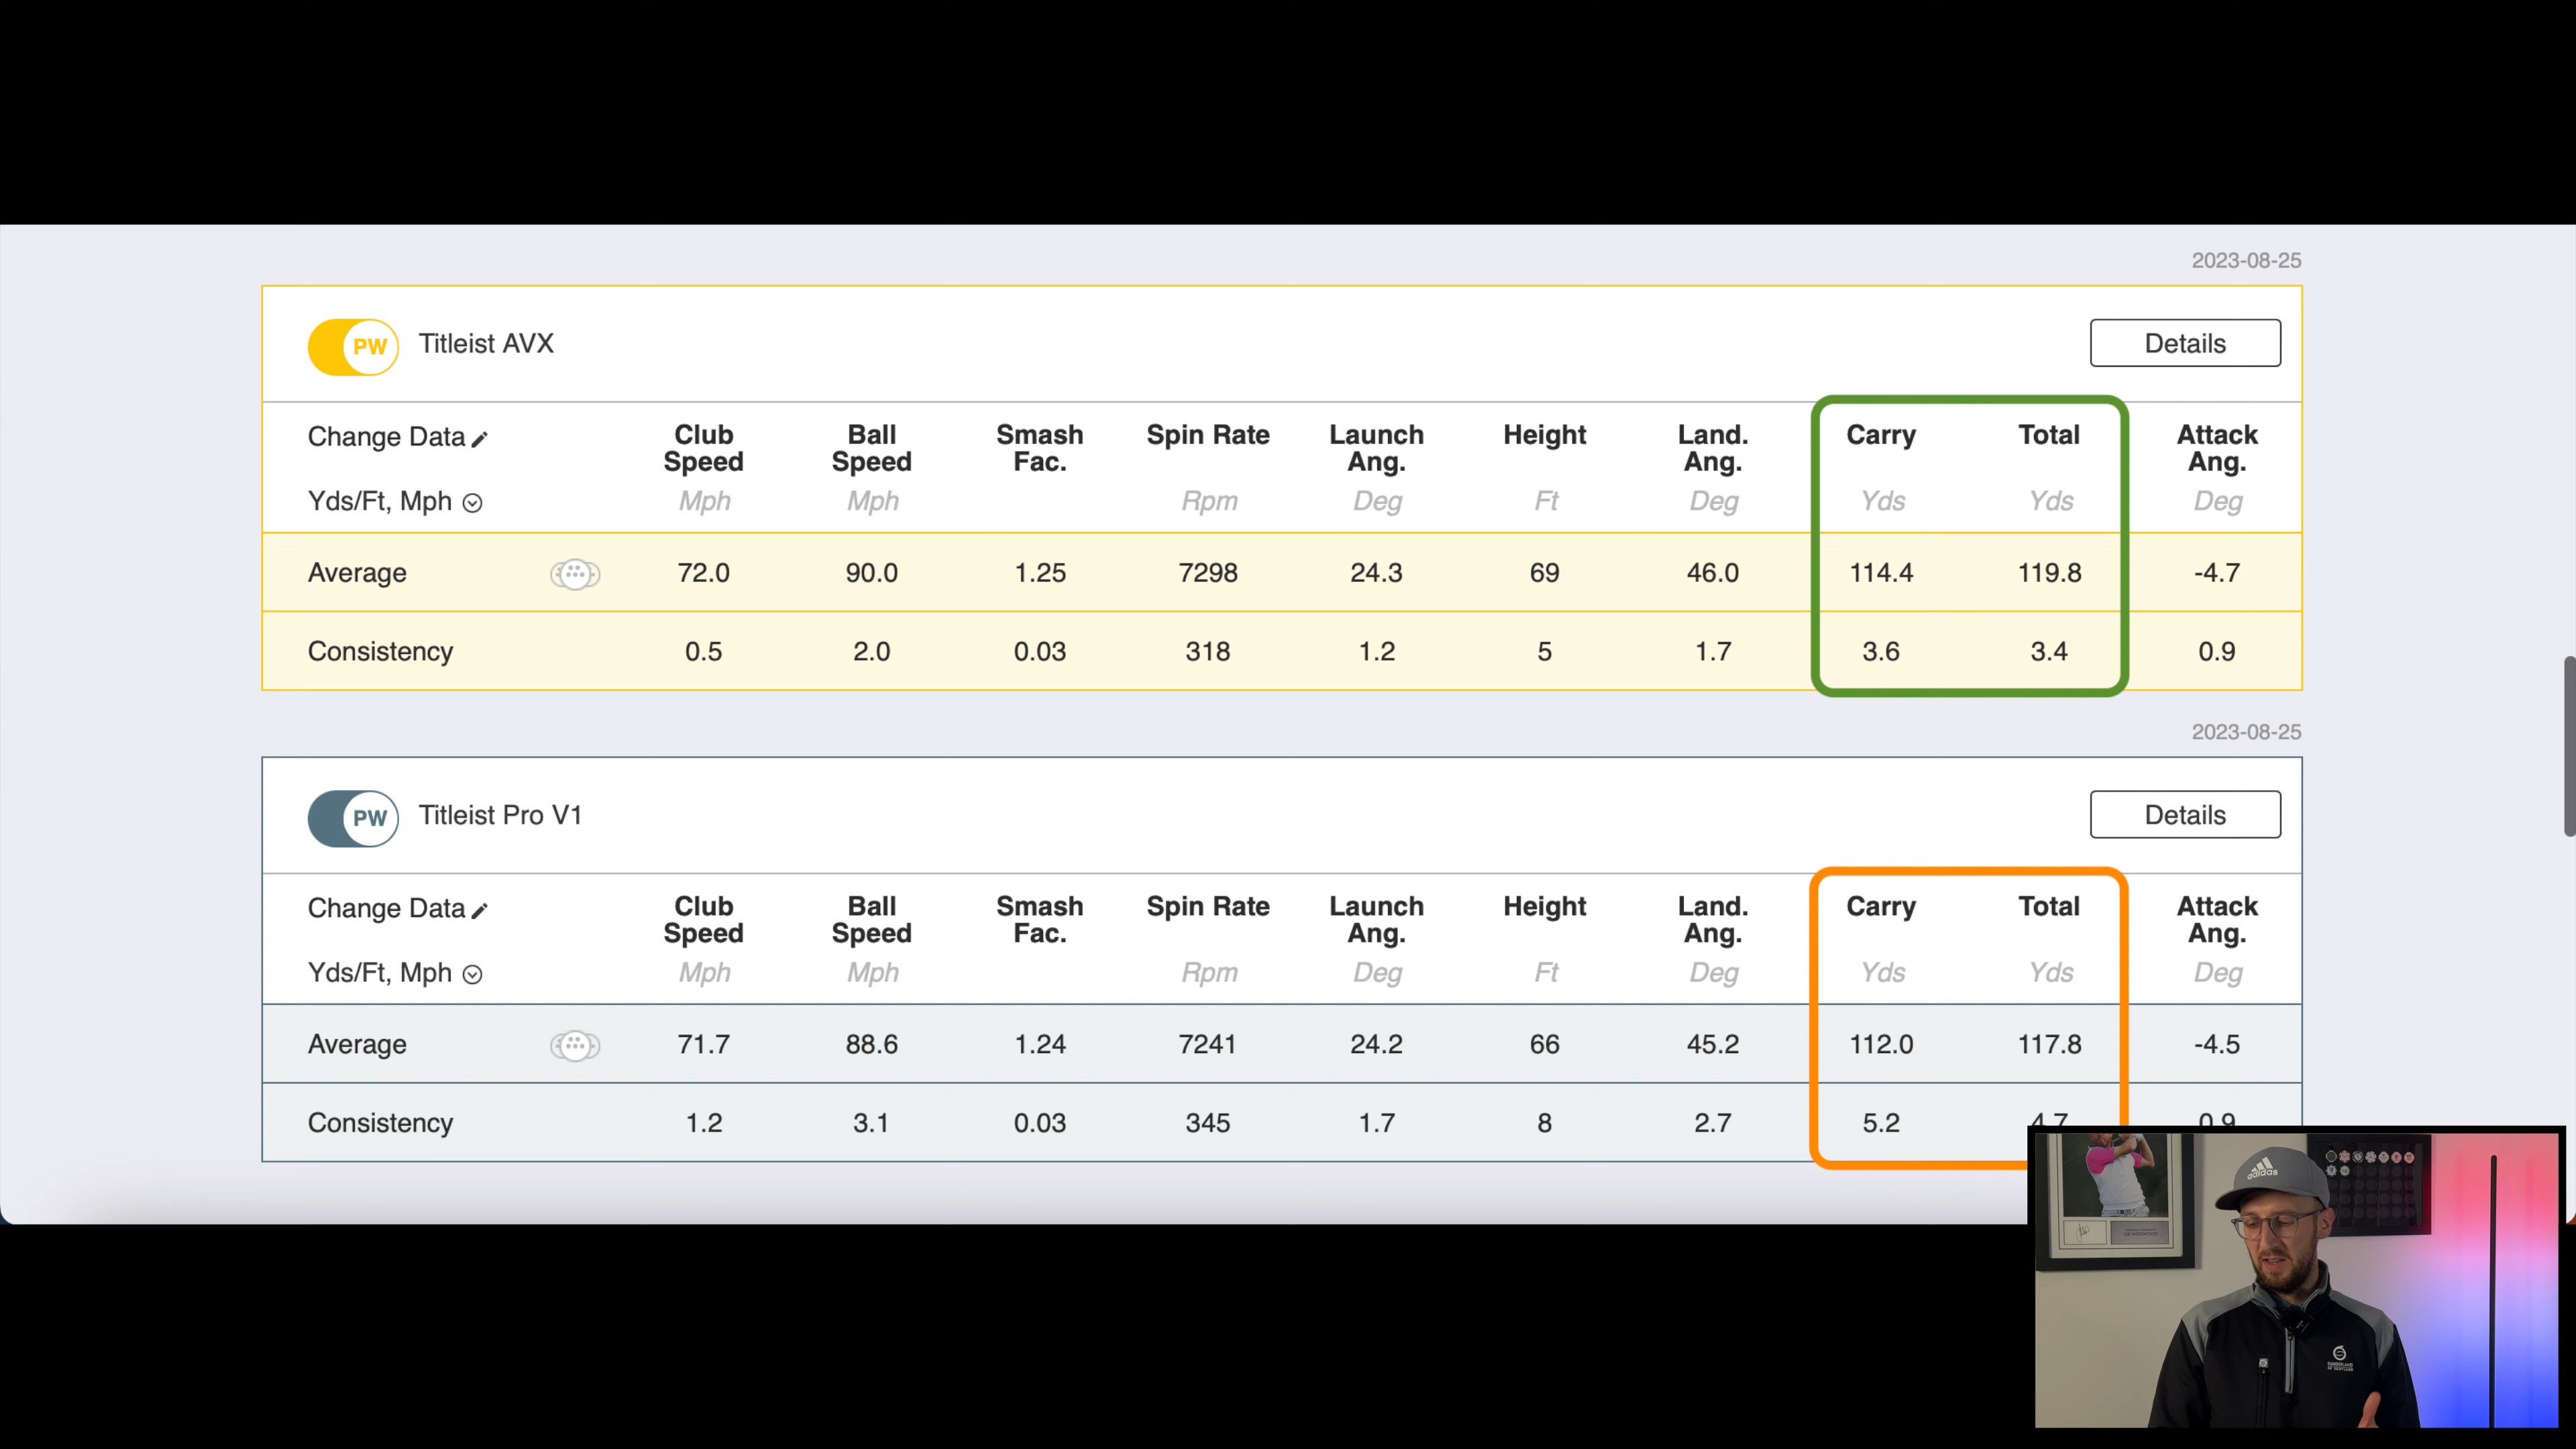 2023-08-25
PW Titleist AVX Details
Change Data Club Speed Ball Speed Smash Fac. Spin Rate Launch Ang. Height Land. Ang. Carry Total Attack Ang.
Yds/Ft, Mph Mph Mph Rpm Deg Ft Deg Yds Yds Deg
Average 72.0 90.0 1.25 7298 24.3 69 46.0 114.4 119.8 -4.7
Consistency 0.5 2.0 0.03 318 1.2 5 1.7 3.6 3.4 0.9
2023-08-25
PW Titleist Pro V1 Details
Change Data Club Speed Ball Speed Smash Fac. Spin Rate Launch Ang. Height Land. Ang. Carry Total Attack Ang.
Yds/Ft, Mph Mph Mph Rpm Deg Ft Deg Yds Yds Deg
Average 71.7 88.6 1.24 7241 24.2 66 45.2 112.0 117.8 -4.5
Consistency 1.2 3.1 0.03 345 1.7 8 2.7 5.2 4.7 0.9
adidas